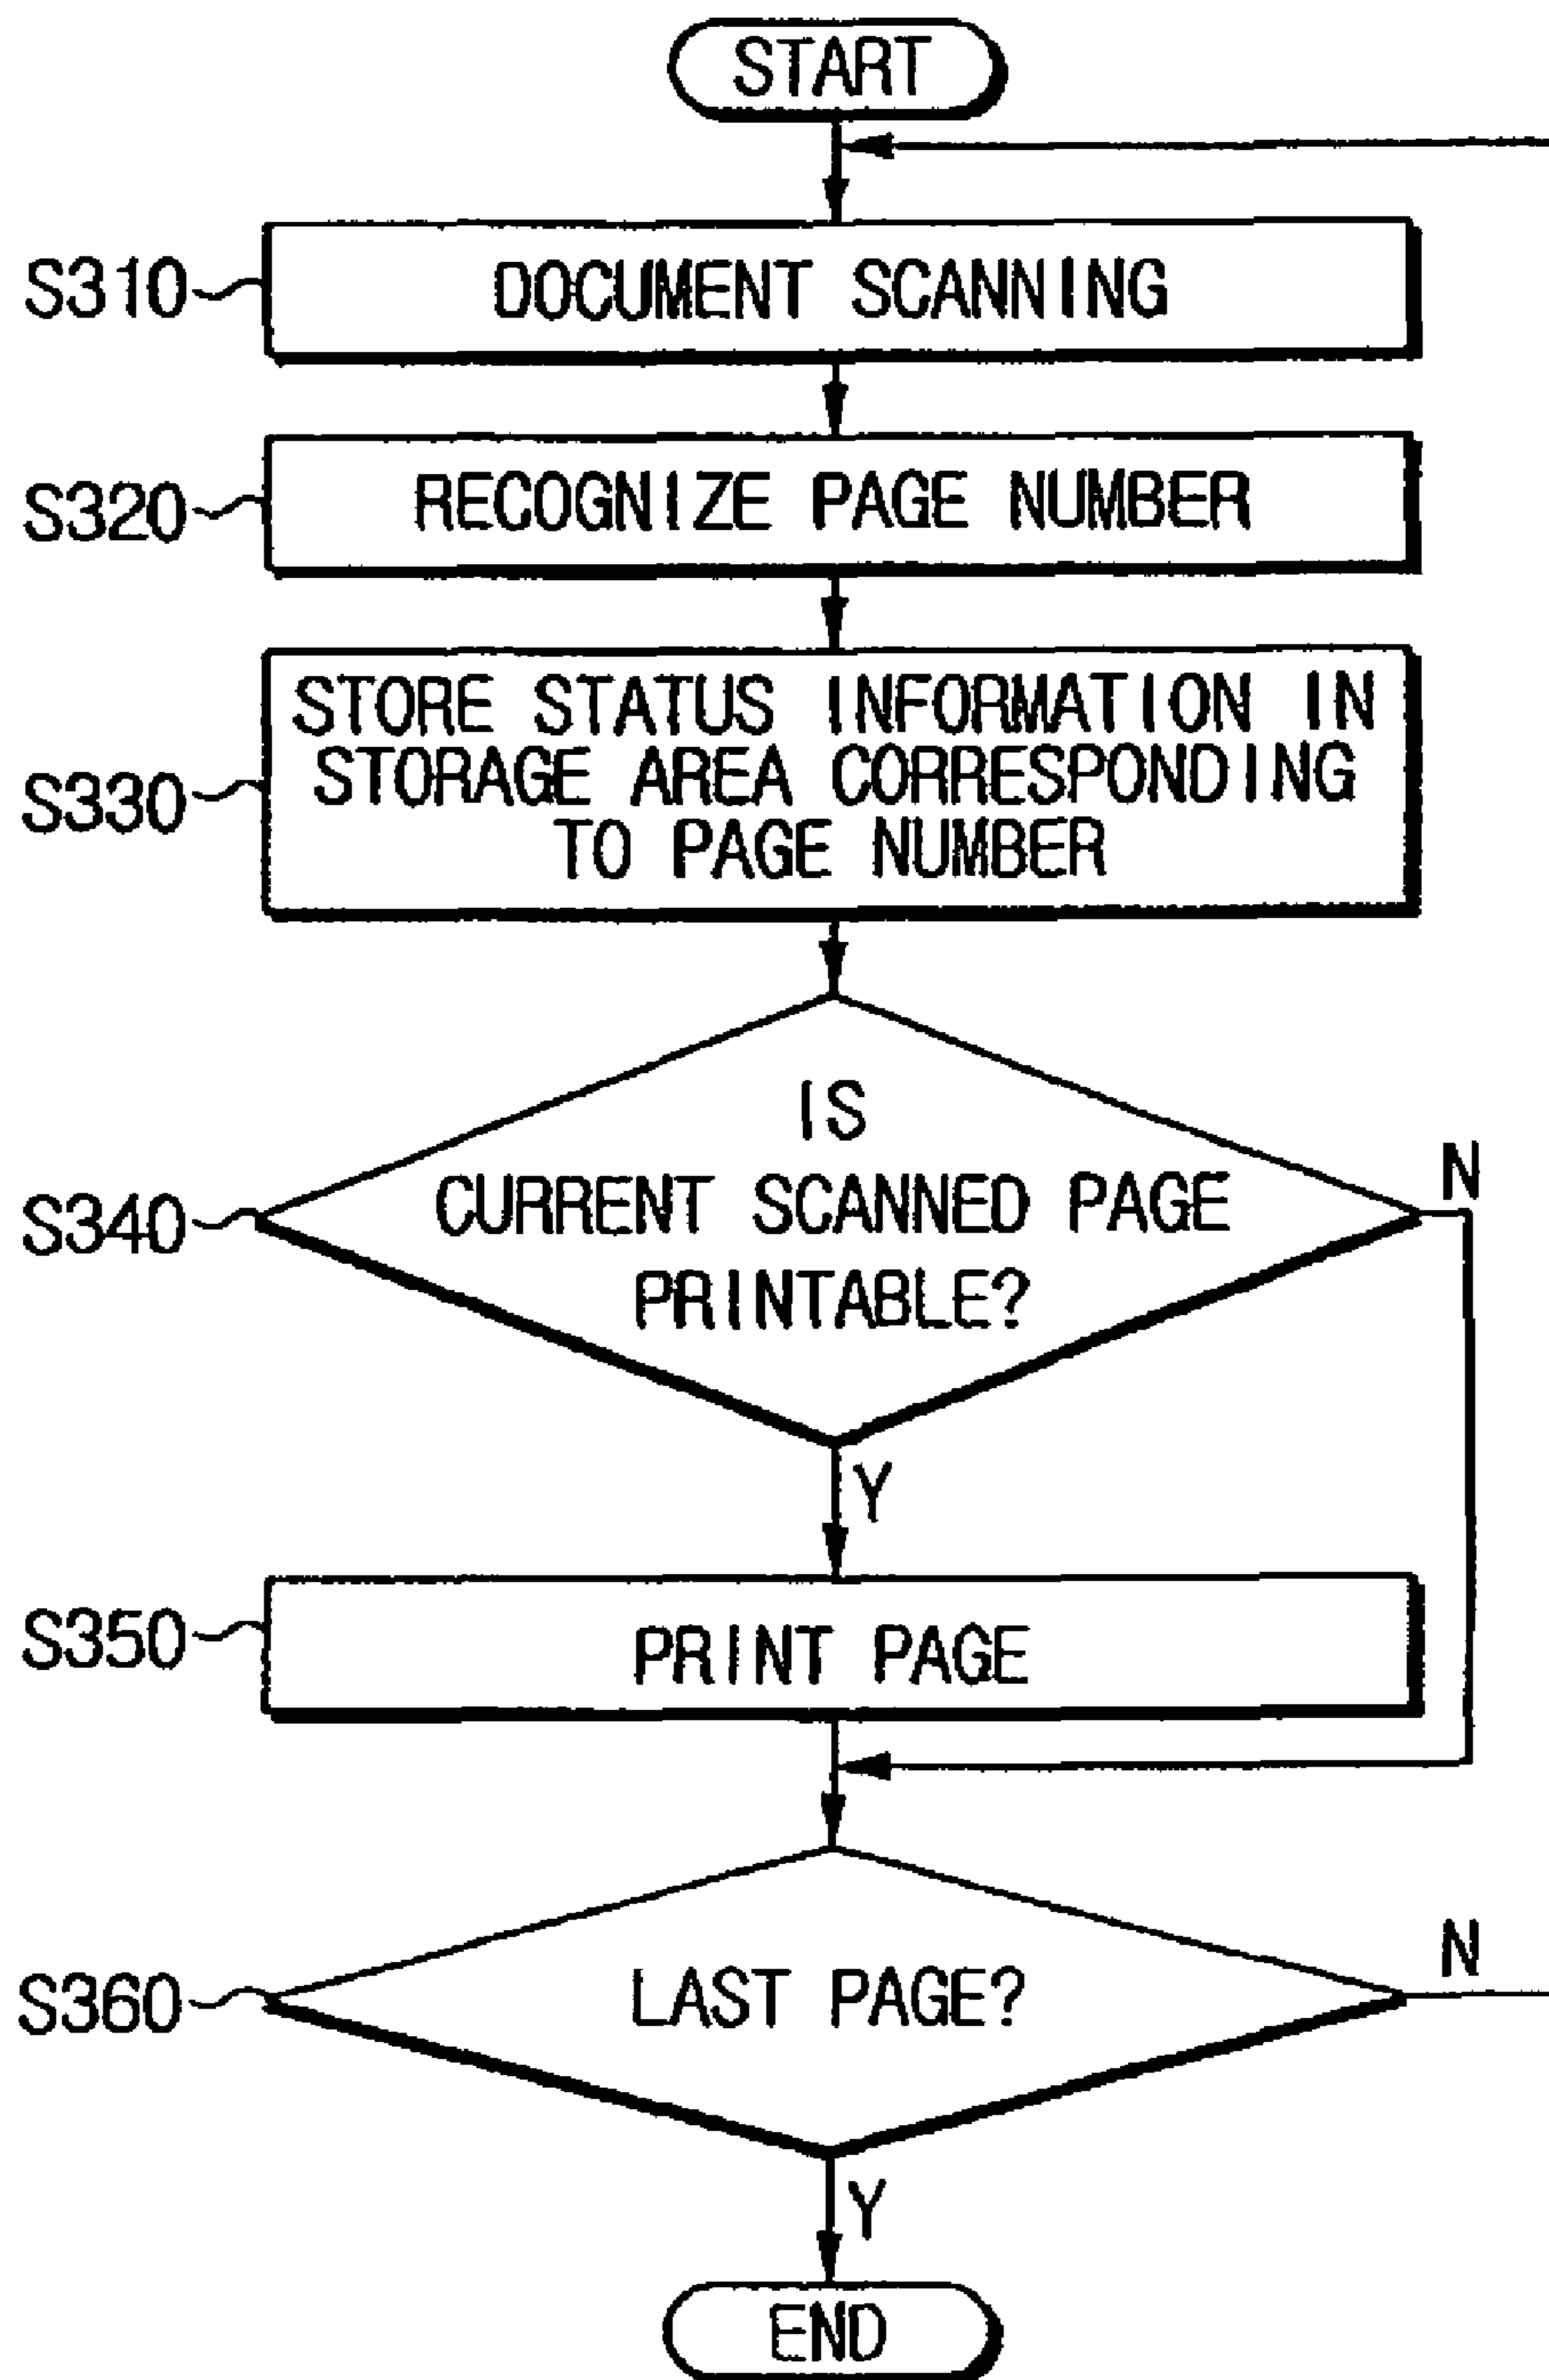 START
S310
DOCUMENT SCANNING
S320
RECOGNIZE PAGE NUMBER
S330
STORE STATUS INFORMATION IN
STORAGE AREA CORRESPONDING
TO PAGE NUMBER
S340
IS
CURRENT SCANNED PAGE
PRINTABLE?
N
Y
S350
PRINT PAGE
S360
LAST PAGE?
N
Y
END